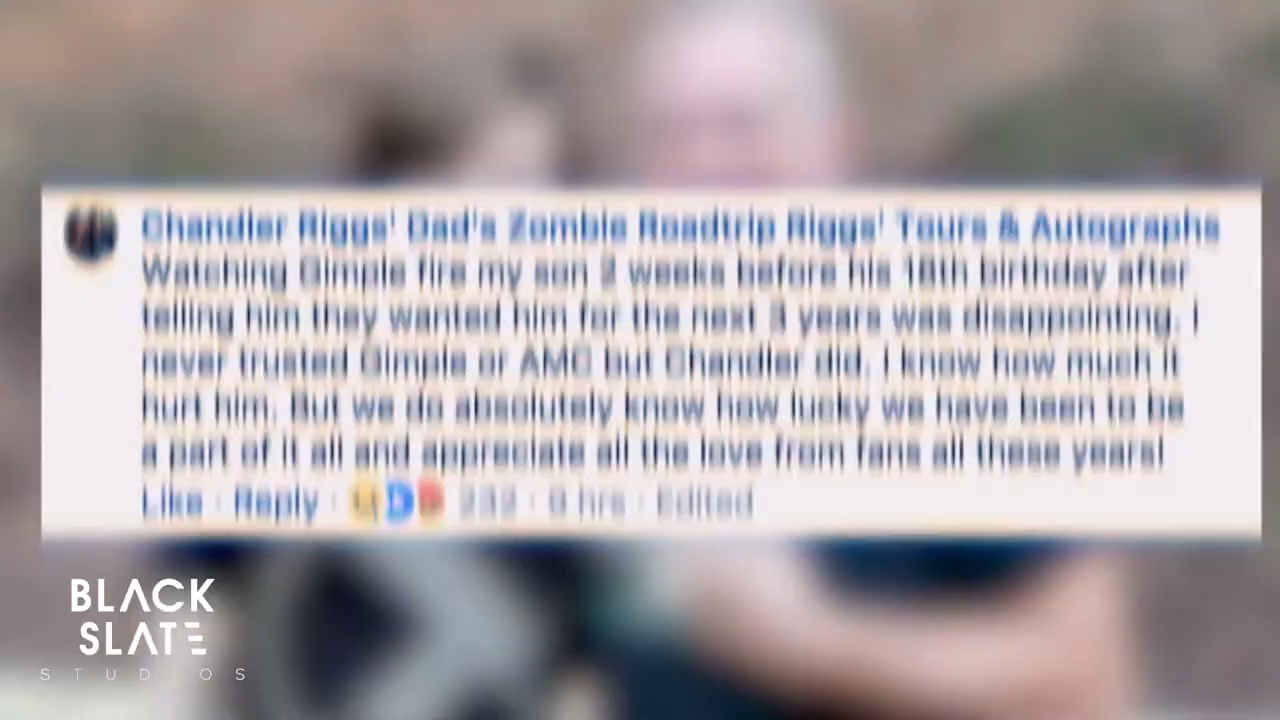 Chandler Riggs' Dad's Zombie Roadtrip Riggs' Tours & Autographs
Watching Gimple fire my son 2 weeks before his 18th birthday after
telling him they wanted him for the next 3 years was disappointing. I
never trusted Gimple or AMC but Chandler did. I know how much it
hurt him. But we do absolutely know how lucky we have been to be
a part of it all and appreciate all the love from fans all these years!
Like · Reply · 232 · 9 hrs · Edited
BLACK
SLATE
STUDIOS